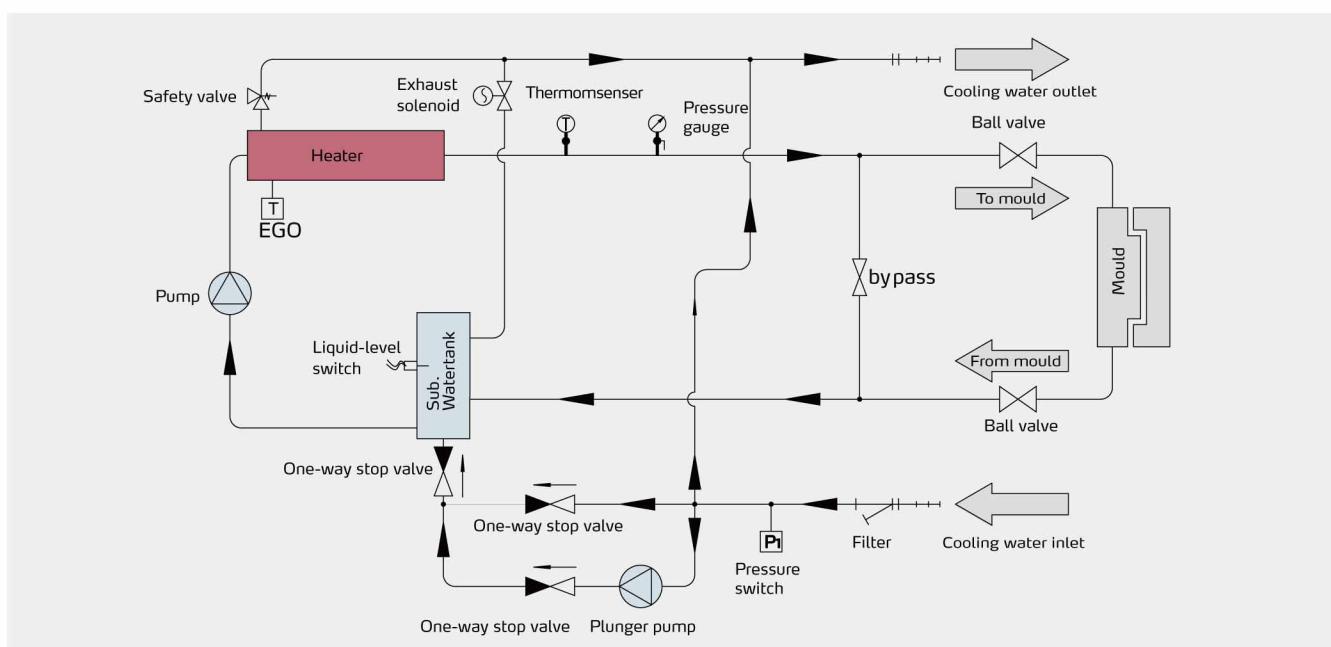 Safety valve
Exhaust
solenoid
Thermomsenser
Pressure
gauge
Cooling water outlet
Ball valve
Heater
T
To mould
T
EGO
Mould
by pass
Pump
Liquid-level
switch
Sub.
Watertank
From mould
Ball valve
One-way stop valve
One-way stop valve
P1
Filter
Cooling water inlet
Pressure
switch
One-way stop valve
Plunger pump